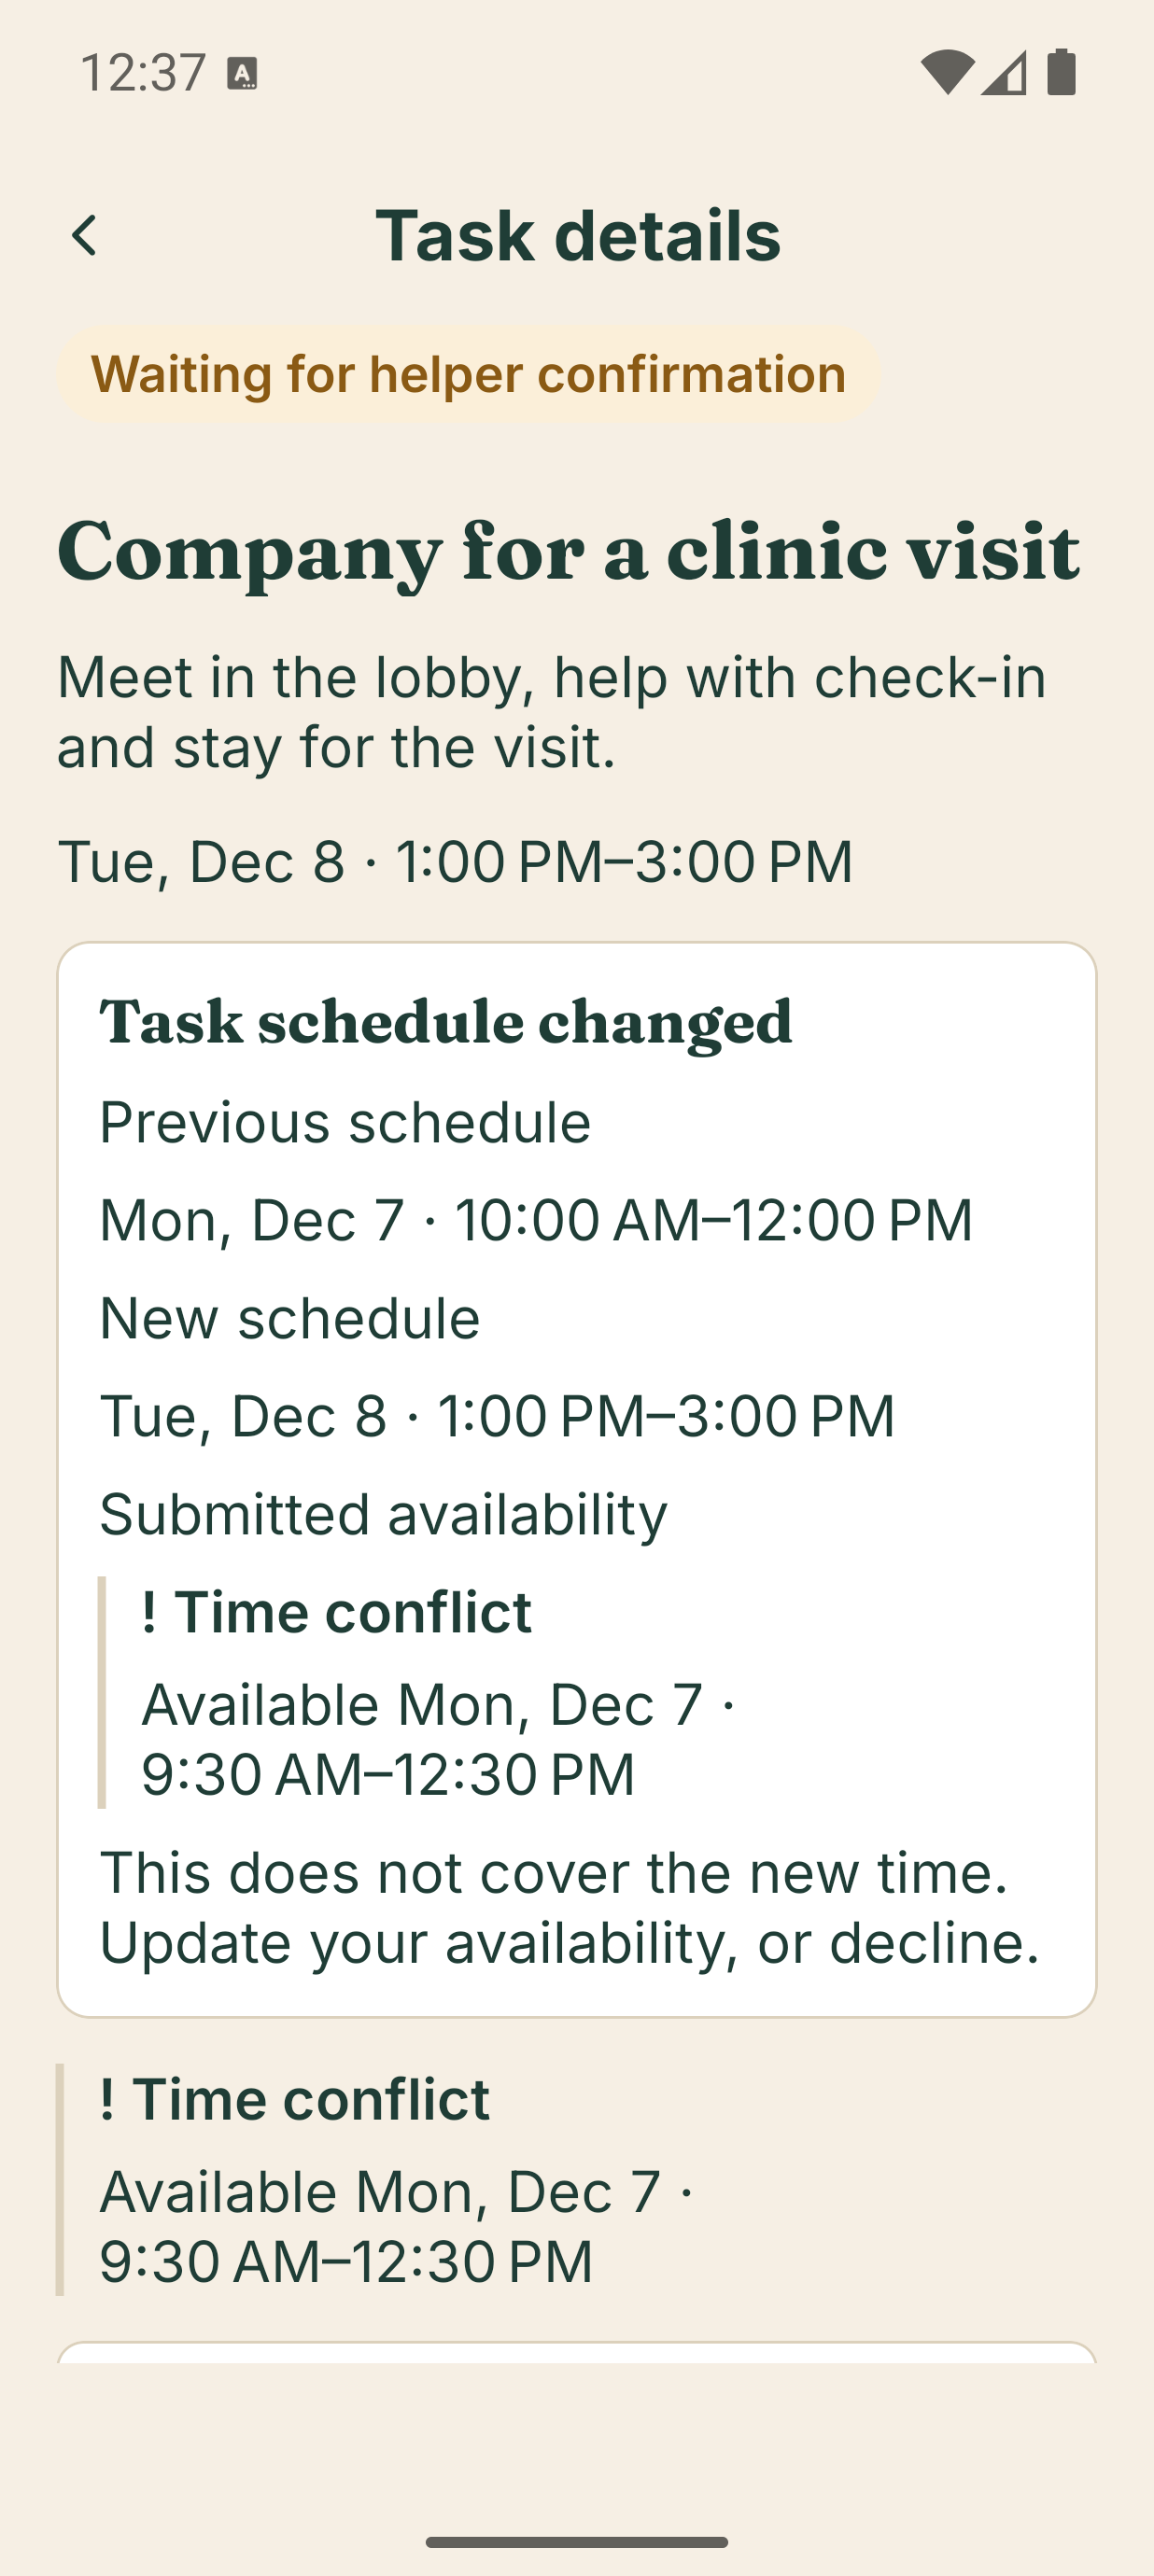 12:37
Task details
Waiting for helper confirmation
Company for a clinic visit
Meet in the lobby, help with check-in
and stay for the visit.
Tue, Dec 8 · 1:00 PM–3:00 PM
Task schedule changed
Previous schedule
Mon, Dec 7 · 10:00 AM–12:00 PM
New schedule
Tue, Dec 8 · 1:00 PM–3:00 PM
Submitted availability
! Time conflict
Available Mon, Dec 7 ·
9:30 AM–12:30 PM
This does not cover the new time.
Update your availability, or decline.
! Time conflict
Available Mon, Dec 7 ·
9:30 AM–12:30 PM